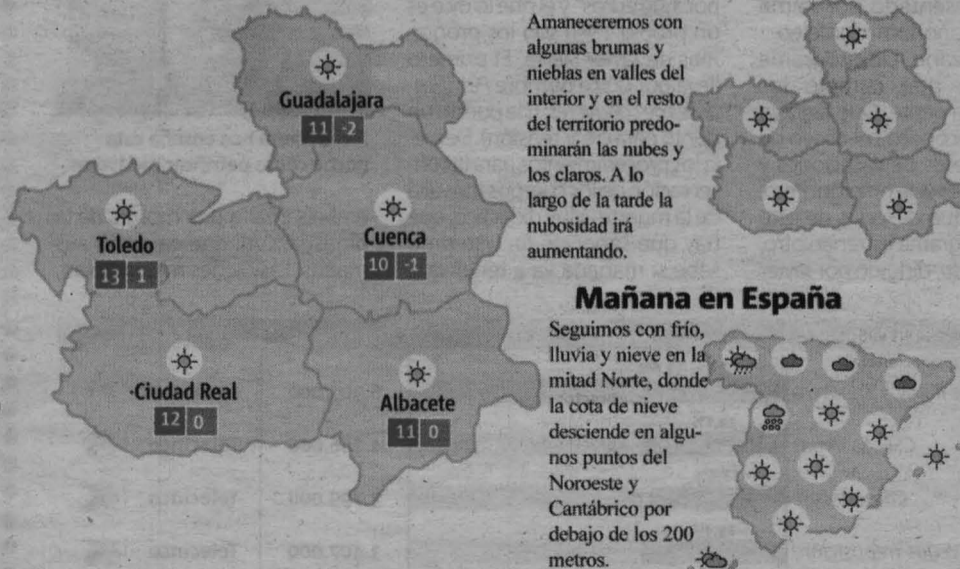 Guadalajara
11 -2
Toledo
13 1
Cuenca
10 -1
Ciudad Real
12 0
Albacete
11 0
Amaneceremos con
algunas brumas y
nieblas en valles del
interior y en el resto
del territorio predo-
minarán las nubes y
los claros. A lo
largo de la tarde la
nubosidad irá
aumentando.
Mañana en España
Seguimos con frío,
lluvia y nieve en la
mitad Norte, donde
la cota de nieve
desciende en algu-
nos puntos del
Noroeste y
Cantábrico por
debajo de los 200
metros.